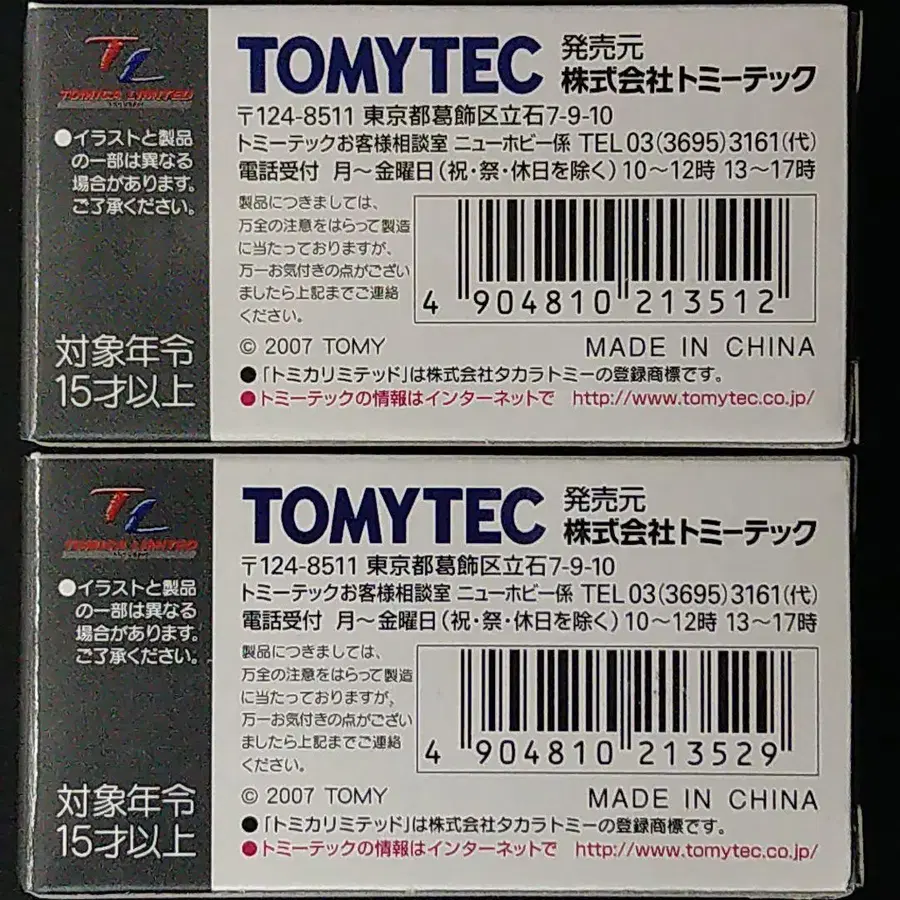 TOMICA LIMITED
●イラストと製品
の一部は異なる
場合があります。
ご了承ください。
対象年令
15才以上
TOMYTEC
発売元
株式会社トミーテック
〒124-8511 東京都葛飾区立石7-9-10
トミーテックお客様相談室 ニューホビー係 TEL 03(3695)3161(代)
電話受付 月～金曜日(祝・祭・休日を除く) 10～12時 13～17時
製品につきましては、
万全の注意をはらって製造
に当たっておりますが、
万一お気付きの点がござい
ましたら上記までご連絡
ください。
4 904810 213512
© 2007 TOMY MADE IN CHINA
●「トミカリミテッド」は株式会社タカラトミーの登録商標です。
●トミーテックの情報はインターネットで http://www.tomytec.co.jp/
TOMICA LIMITED
●イラストと製品
の一部は異なる
場合があります。
ご了承ください。
対象年令
15才以上
TOMYTEC
発売元
株式会社トミーテック
〒124-8511 東京都葛飾区立石7-9-10
トミーテックお客様相談室 ニューホビー係 TEL 03(3695)3161(代)
電話受付 月～金曜日(祝・祭・休日を除く) 10～12時 13～17時
製品につきましては、
万全の注意をはらって製造
に当たっておりますが、
万一お気付きの点がござい
ましたら上記までご連絡
ください。
4 904810 213529
© 2007 TOMY MADE IN CHINA
●「トミカリミテッド」は株式会社タカラトミーの登録商標です。
●トミーテックの情報はインターネットで http://www.tomytec.co.jp/